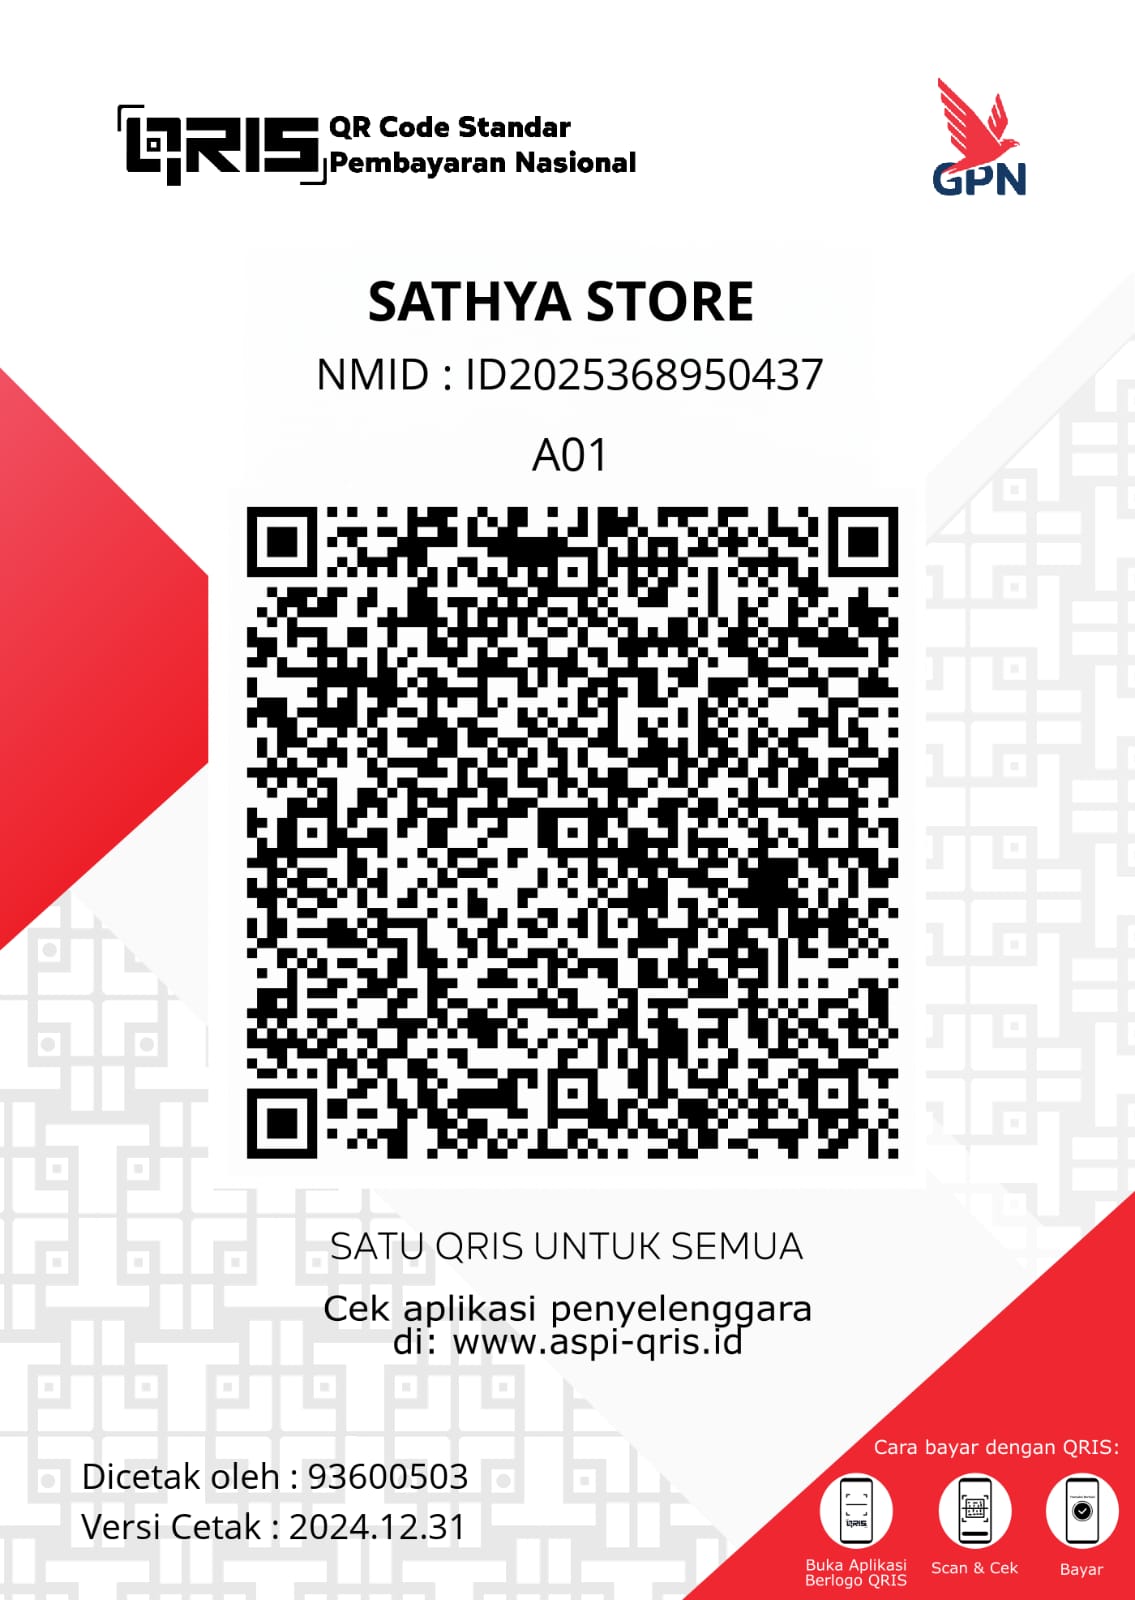 QRIS
QR Code Standar
Pembayaran Nasional
GPN
SATHYA STORE
NMID : ID2025368950437
A01
SATU QRIS UNTUK SEMUA
Cek aplikasi penyelenggara
di: www.aspi-qris.id
Dicetak oleh : 93600503
Versi Cetak : 2024.12.31
Cara bayar dengan QRIS:
QRIS
Buka Aplikasi
Berlogo QRIS
Scan & Cek
Bayar